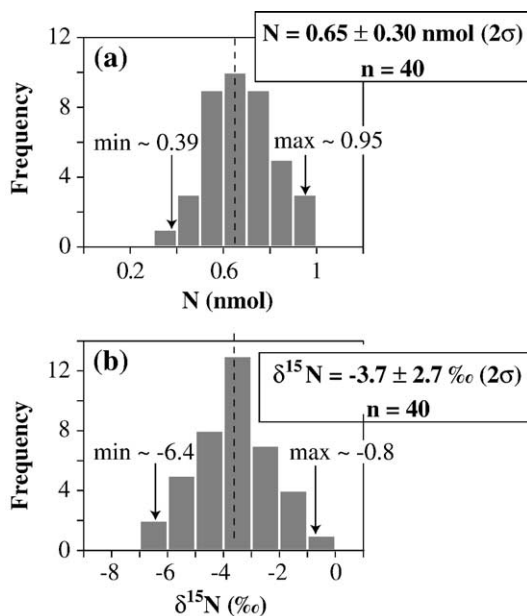 N = 0.65 ± 0.30 nmol (2σ)
n = 40
(a)
12
8
4
0
Frequency
min ~ 0.39
max ~ 0.95
0.2
0.6
1
N (nmol)
(b)
δ¹⁵N = -3.7 ± 2.7 ‰ (2σ)
n = 40
12
8
4
0
Frequency
min ~ -6.4
max ~ -0.8
-8
-6
-4
-2
0
δ¹⁵N (‰)